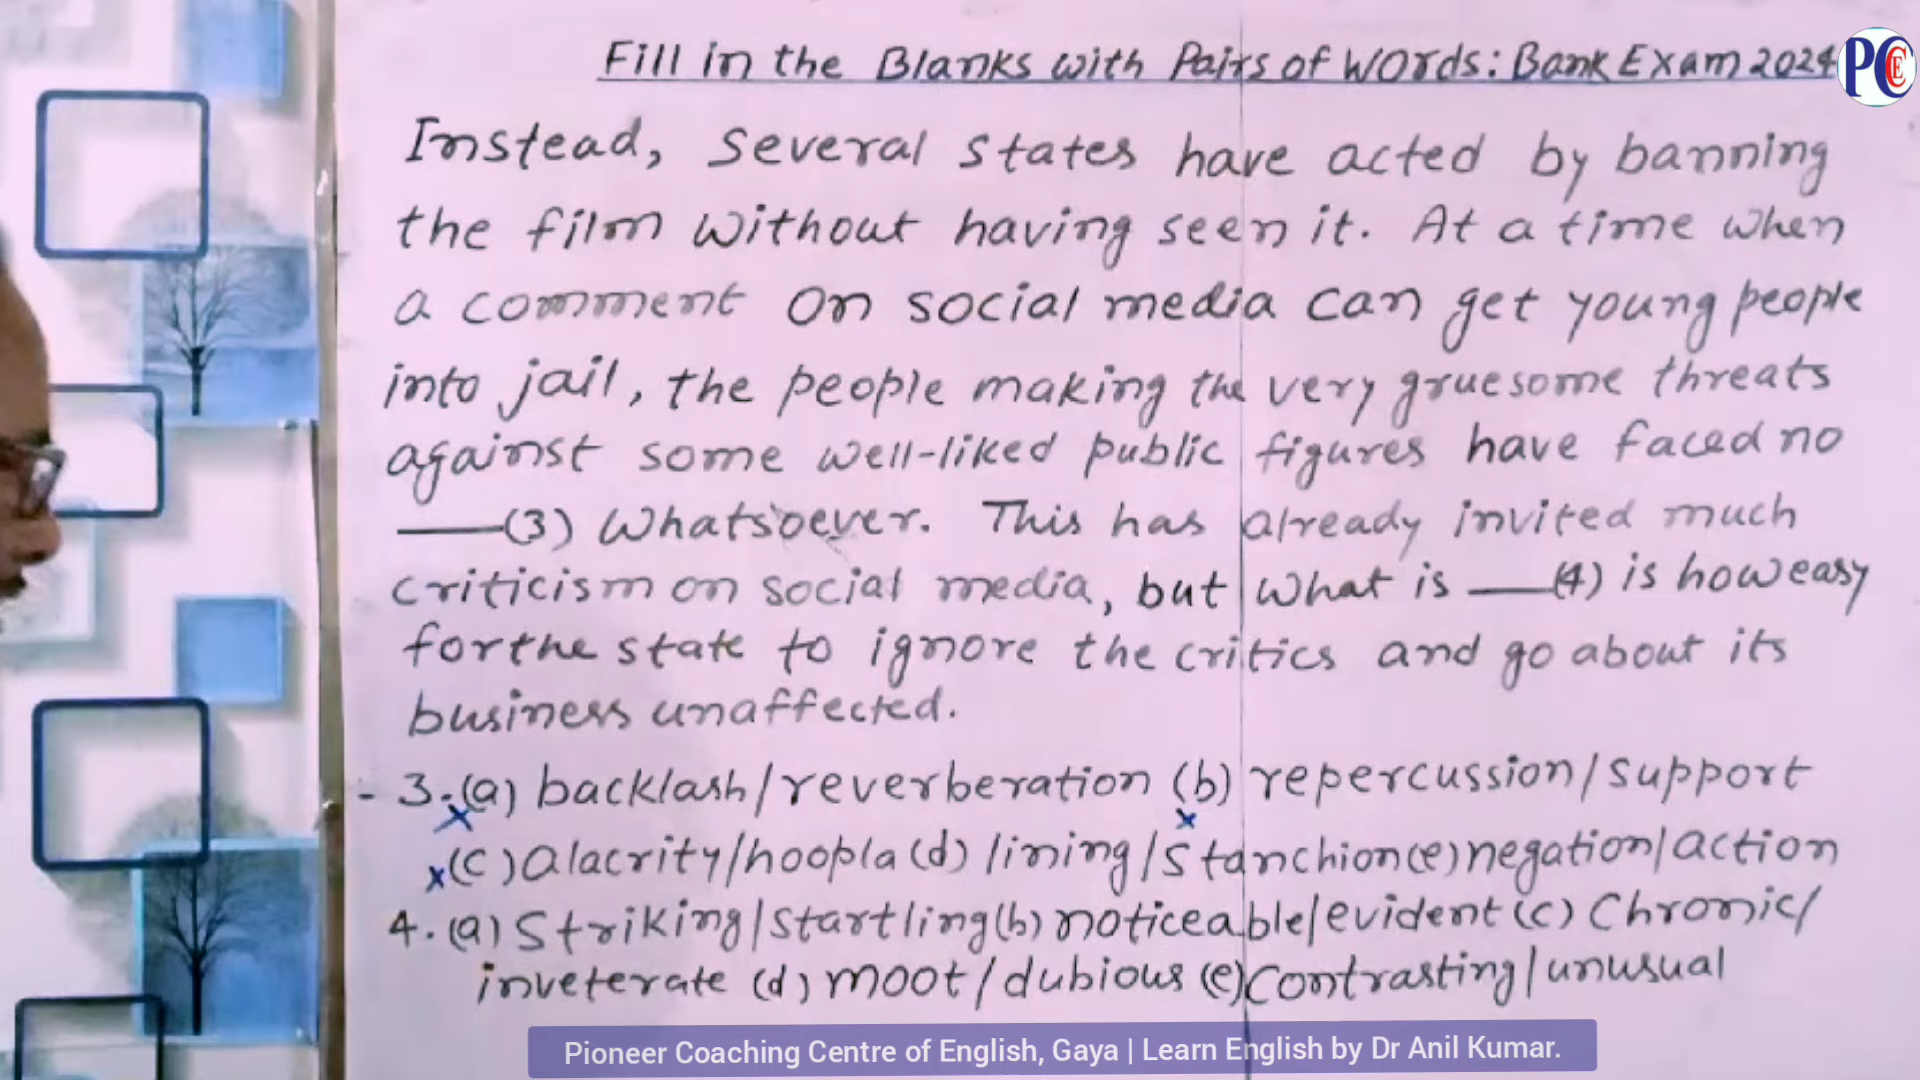 Fill in the Blanks with Pairs of Words: Bank Exam 2024
PCCE
Instead, several states have acted by banning
the film without having seen it. At a time when
a comment on social media can get young people
into jail, the people making the very gruesome threats
against some well-liked public figures have faced no
——(3) whatsoever. This has already invited much
criticism on social media, but what is ——(4) is how easy
for the state to ignore the critics and go about its
business unaffected.
- 3. (a) backlash/reverberation (b) repercussion/support
(c) alacrity/hoopla (d) lining/stanchion (e) negation/action
4. (a) Striking/startling (b) noticeable/evident (c) Chronic/
inveterate (d) moot/dubious (e) Contrasting/unusual
Pioneer Coaching Centre of English, Gaya | Learn English by Dr Anil Kumar.